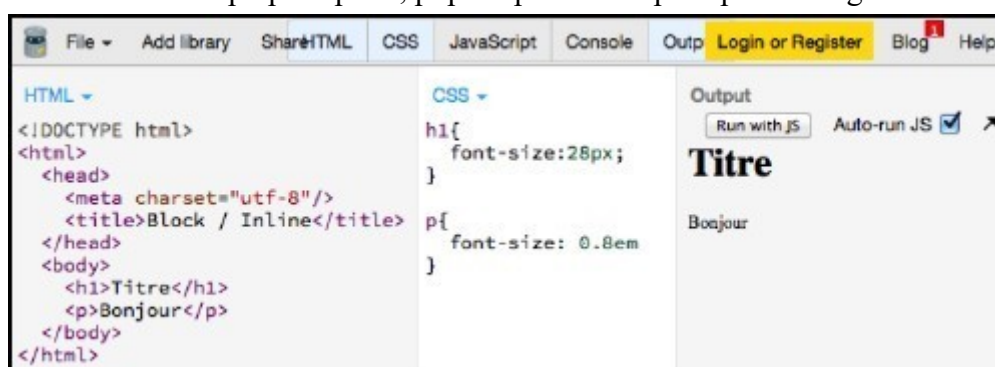 File Add library Share HTML CSS JavaScript Console Outp Login or Register Blog 1 Help
HTML
<!DOCTYPE html>
<html>
<head>
<meta charset="utf-8"/>
<title>Block / Inline</title>
</head>
<body>
<h1>Titre</h1>
<p>Bonjour</p>
</body>
</html>
CSS
h1{
font-size:28px;
}
p{
font-size: 0.8em
}
Output
Run with JS Auto-run JS
Titre
Bonjour